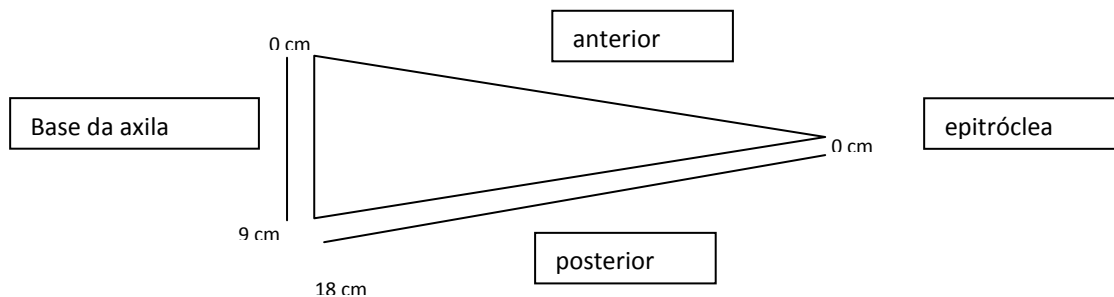 anterior
0 cm
Base da axila
epitróclea
0 cm
9 cm
posterior
18 cm